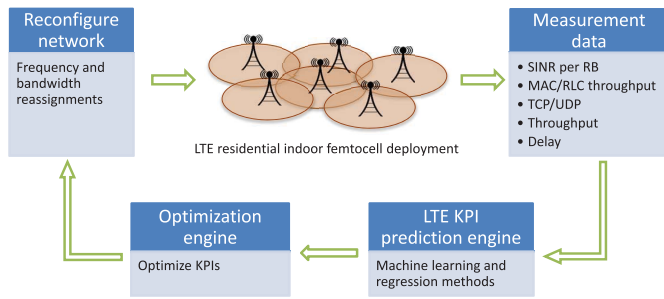 Reconfigure
network
Frequency and
bandwidth
reassignments
LTE residential indoor femtocell deployment
Measurement
data
• SINR per RB
• MAC/RLC throughput
• TCP/UDP
• Throughput
• Delay
Optimization
engine
Optimize KPIs
LTE KPI
prediction engine
Machine learning and
regression methods